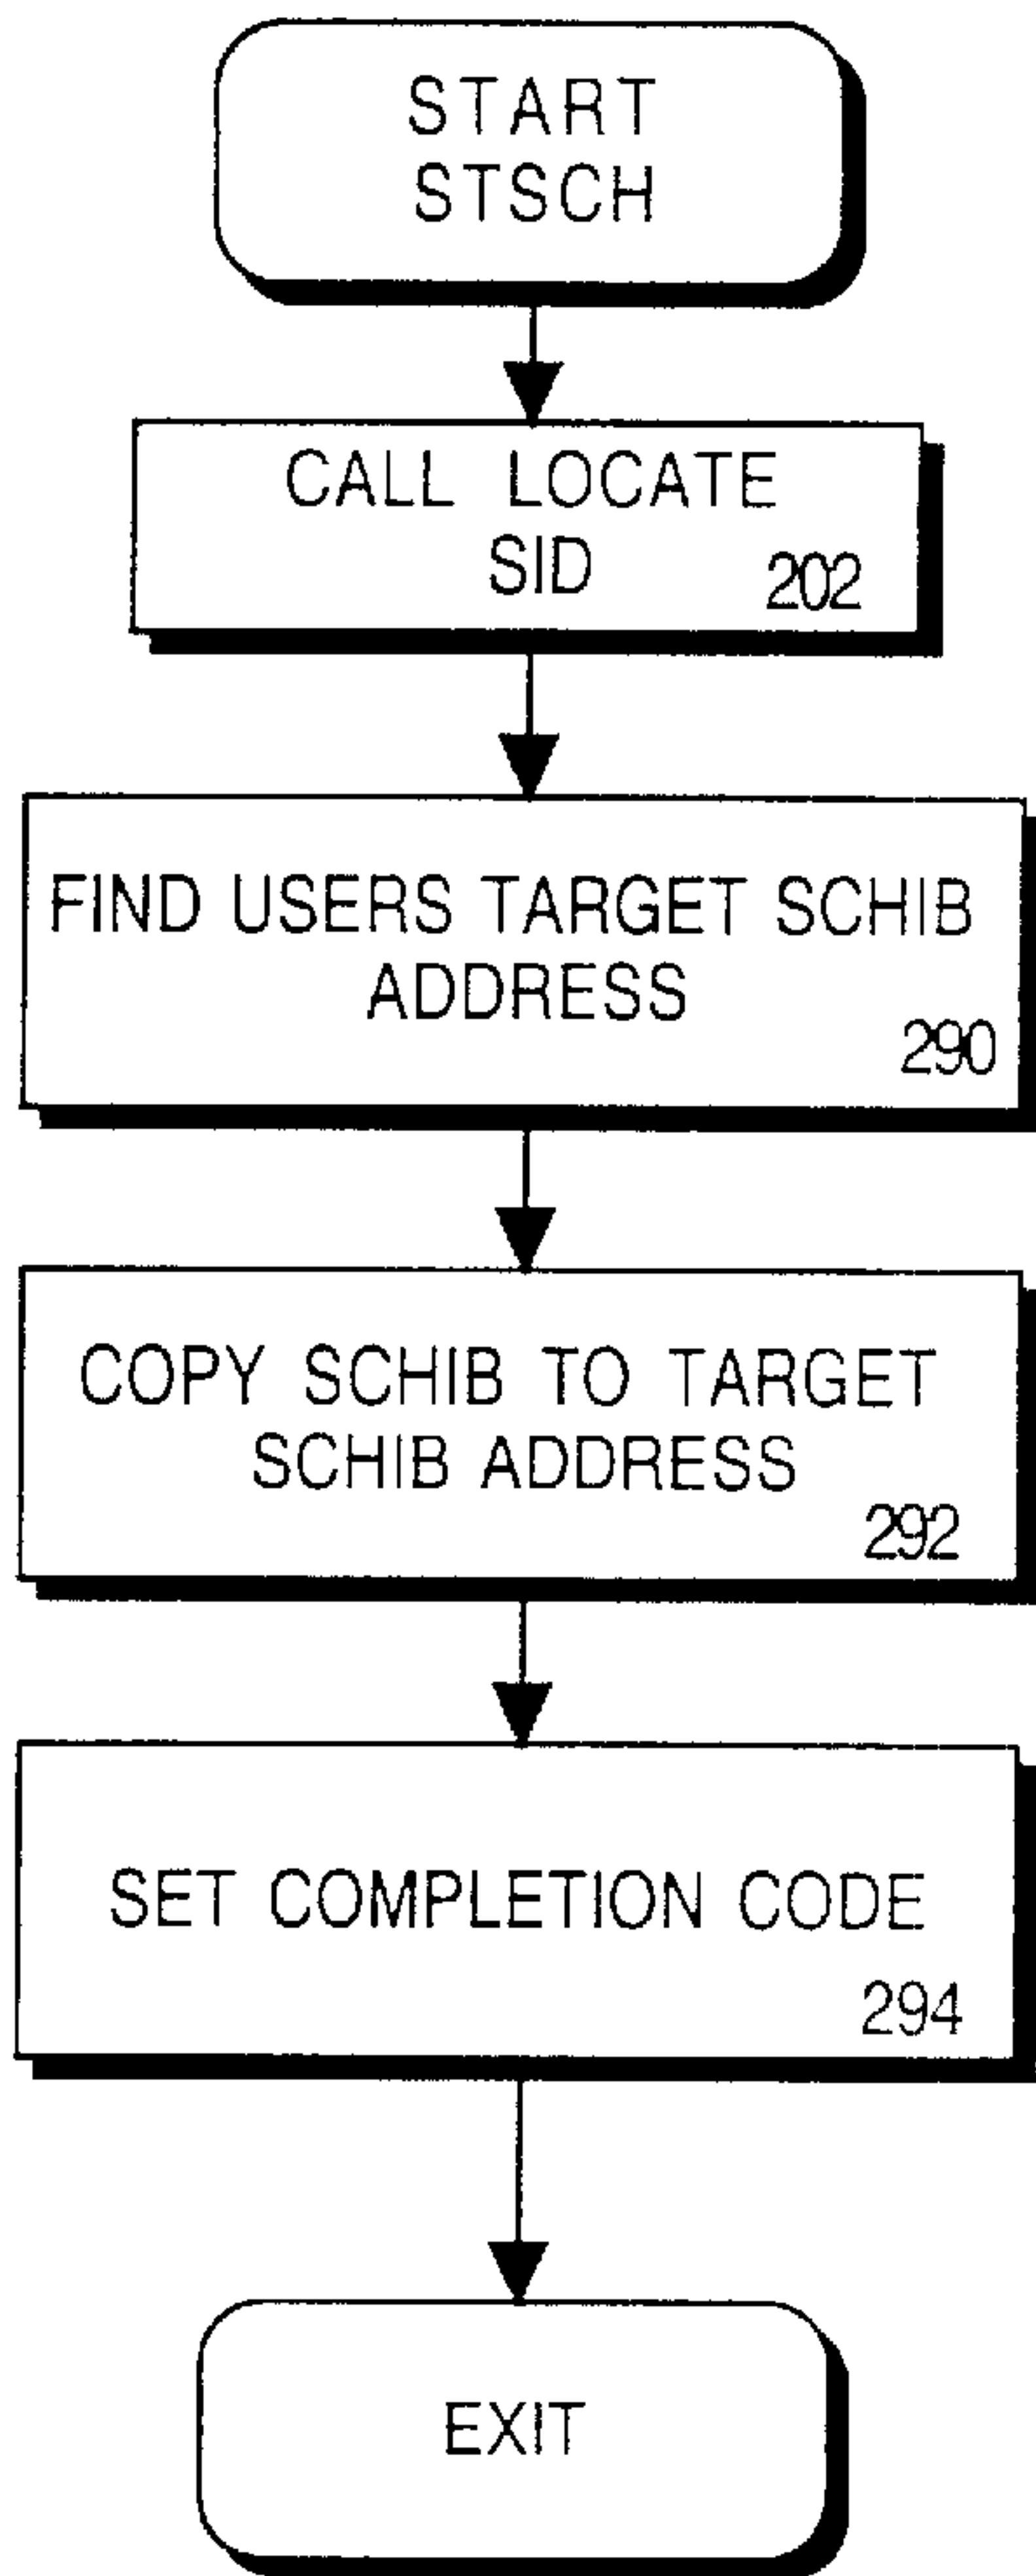 START
STSCH
CALL LOCATE
SID
202
FIND USERS TARGET SCHIB
ADDRESS
290
COPY SCHIB TO TARGET
SCHIB ADDRESS
292
SET COMPLETION CODE
294
EXIT